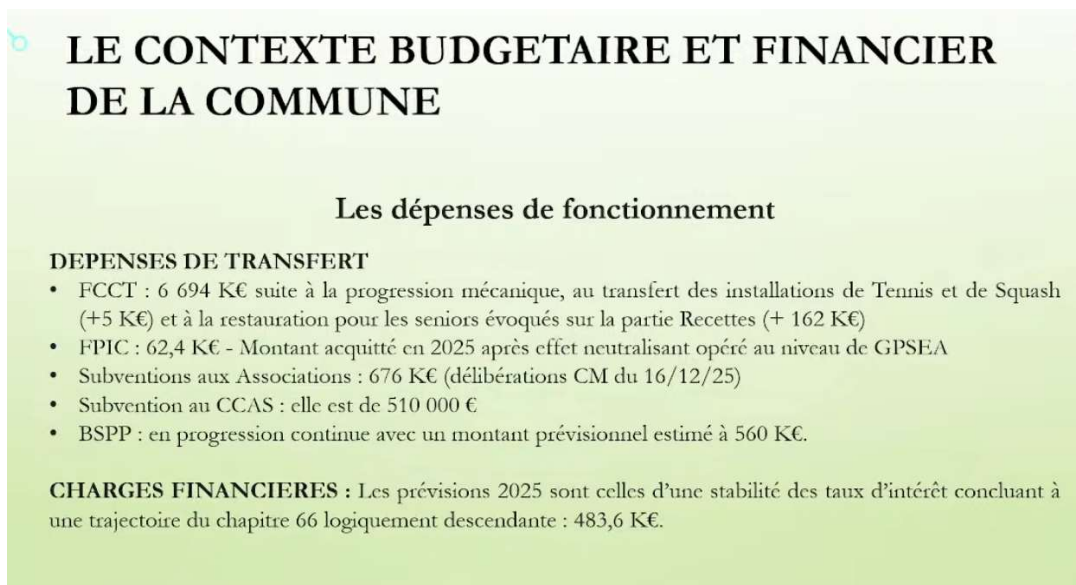 LE CONTEXTE BUDGETAIRE ET FINANCIER
DE LA COMMUNE
Les dépenses de fonctionnement
DEPENSES DE TRANSFERT
• FCCT : 6 694 K€ suite à la progression mécanique, au transfert des installations de Tennis et de Squash
(+5 K€) et à la restauration pour les seniors évoqués sur la partie Recettes (+ 162 K€)
• FPIC : 62,4 K€ - Montant acquitté en 2025 après effet neutralisant opéré au niveau de GPSEA
• Subventions aux Associations : 676 K€ (délibérations CM du 16/12/25)
• Subvention au CCAS : elle est de 510 000 €
• BSPP : en progression continue avec un montant prévisionnel estimé à 560 K€.
CHARGES FINANCIERES : Les prévisions 2025 sont celles d’une stabilité des taux d’intérêt concluant à
une trajectoire du chapitre 66 logiquement descendante : 483,6 K€.